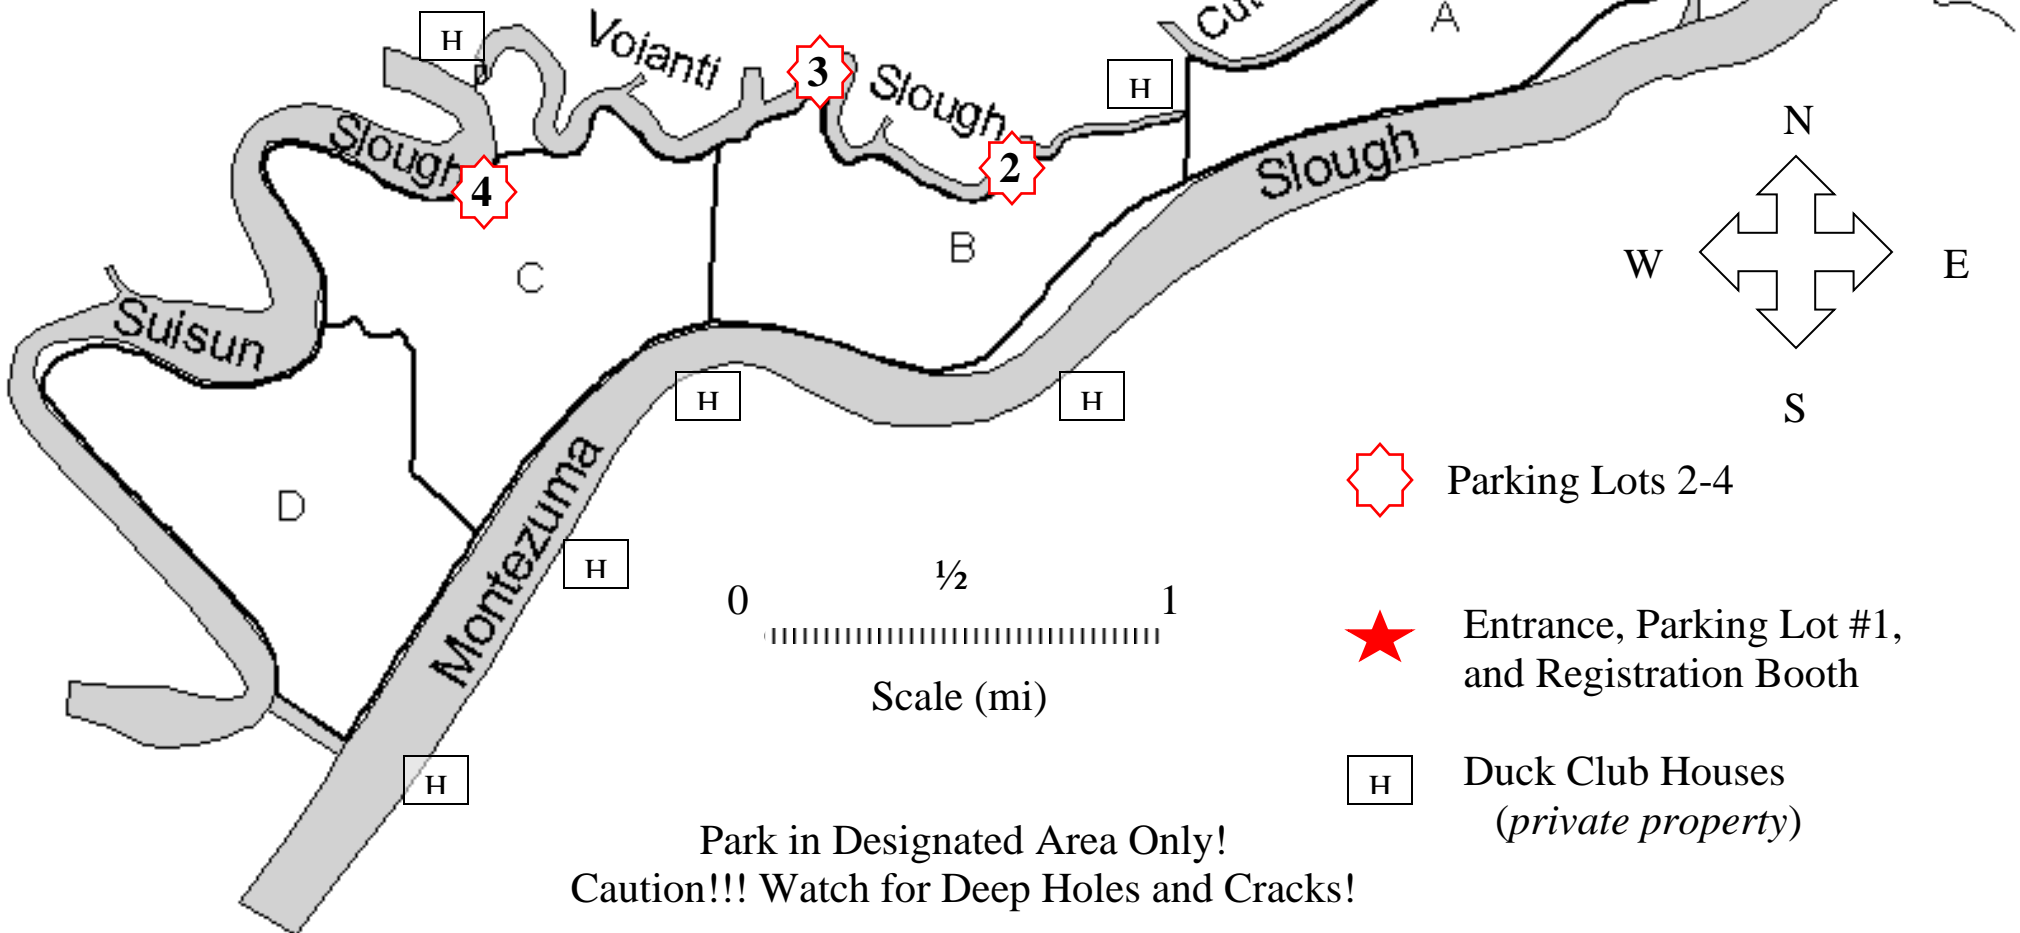 H
Voianti
3
Slough
H
A
N
Slough
4
2
Slough
B
C
W
E
Suisun
H
H
S
D
Montezuma
H
Parking Lots 2-4
0
½
1
Scale (mi)
Entrance, Parking Lot #1,
and Registration Booth
H
H
Duck Club Houses
(private property)
Park in Designated Area Only!
Caution!!! Watch for Deep Holes and Cracks!